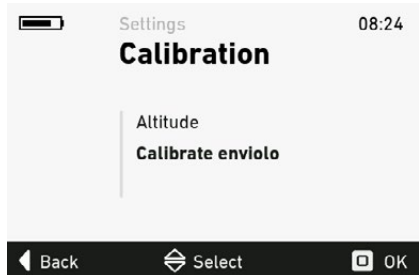 Settings
08:24
Calibration
Altitude
Calibrate enviolo
Back
Select
OK